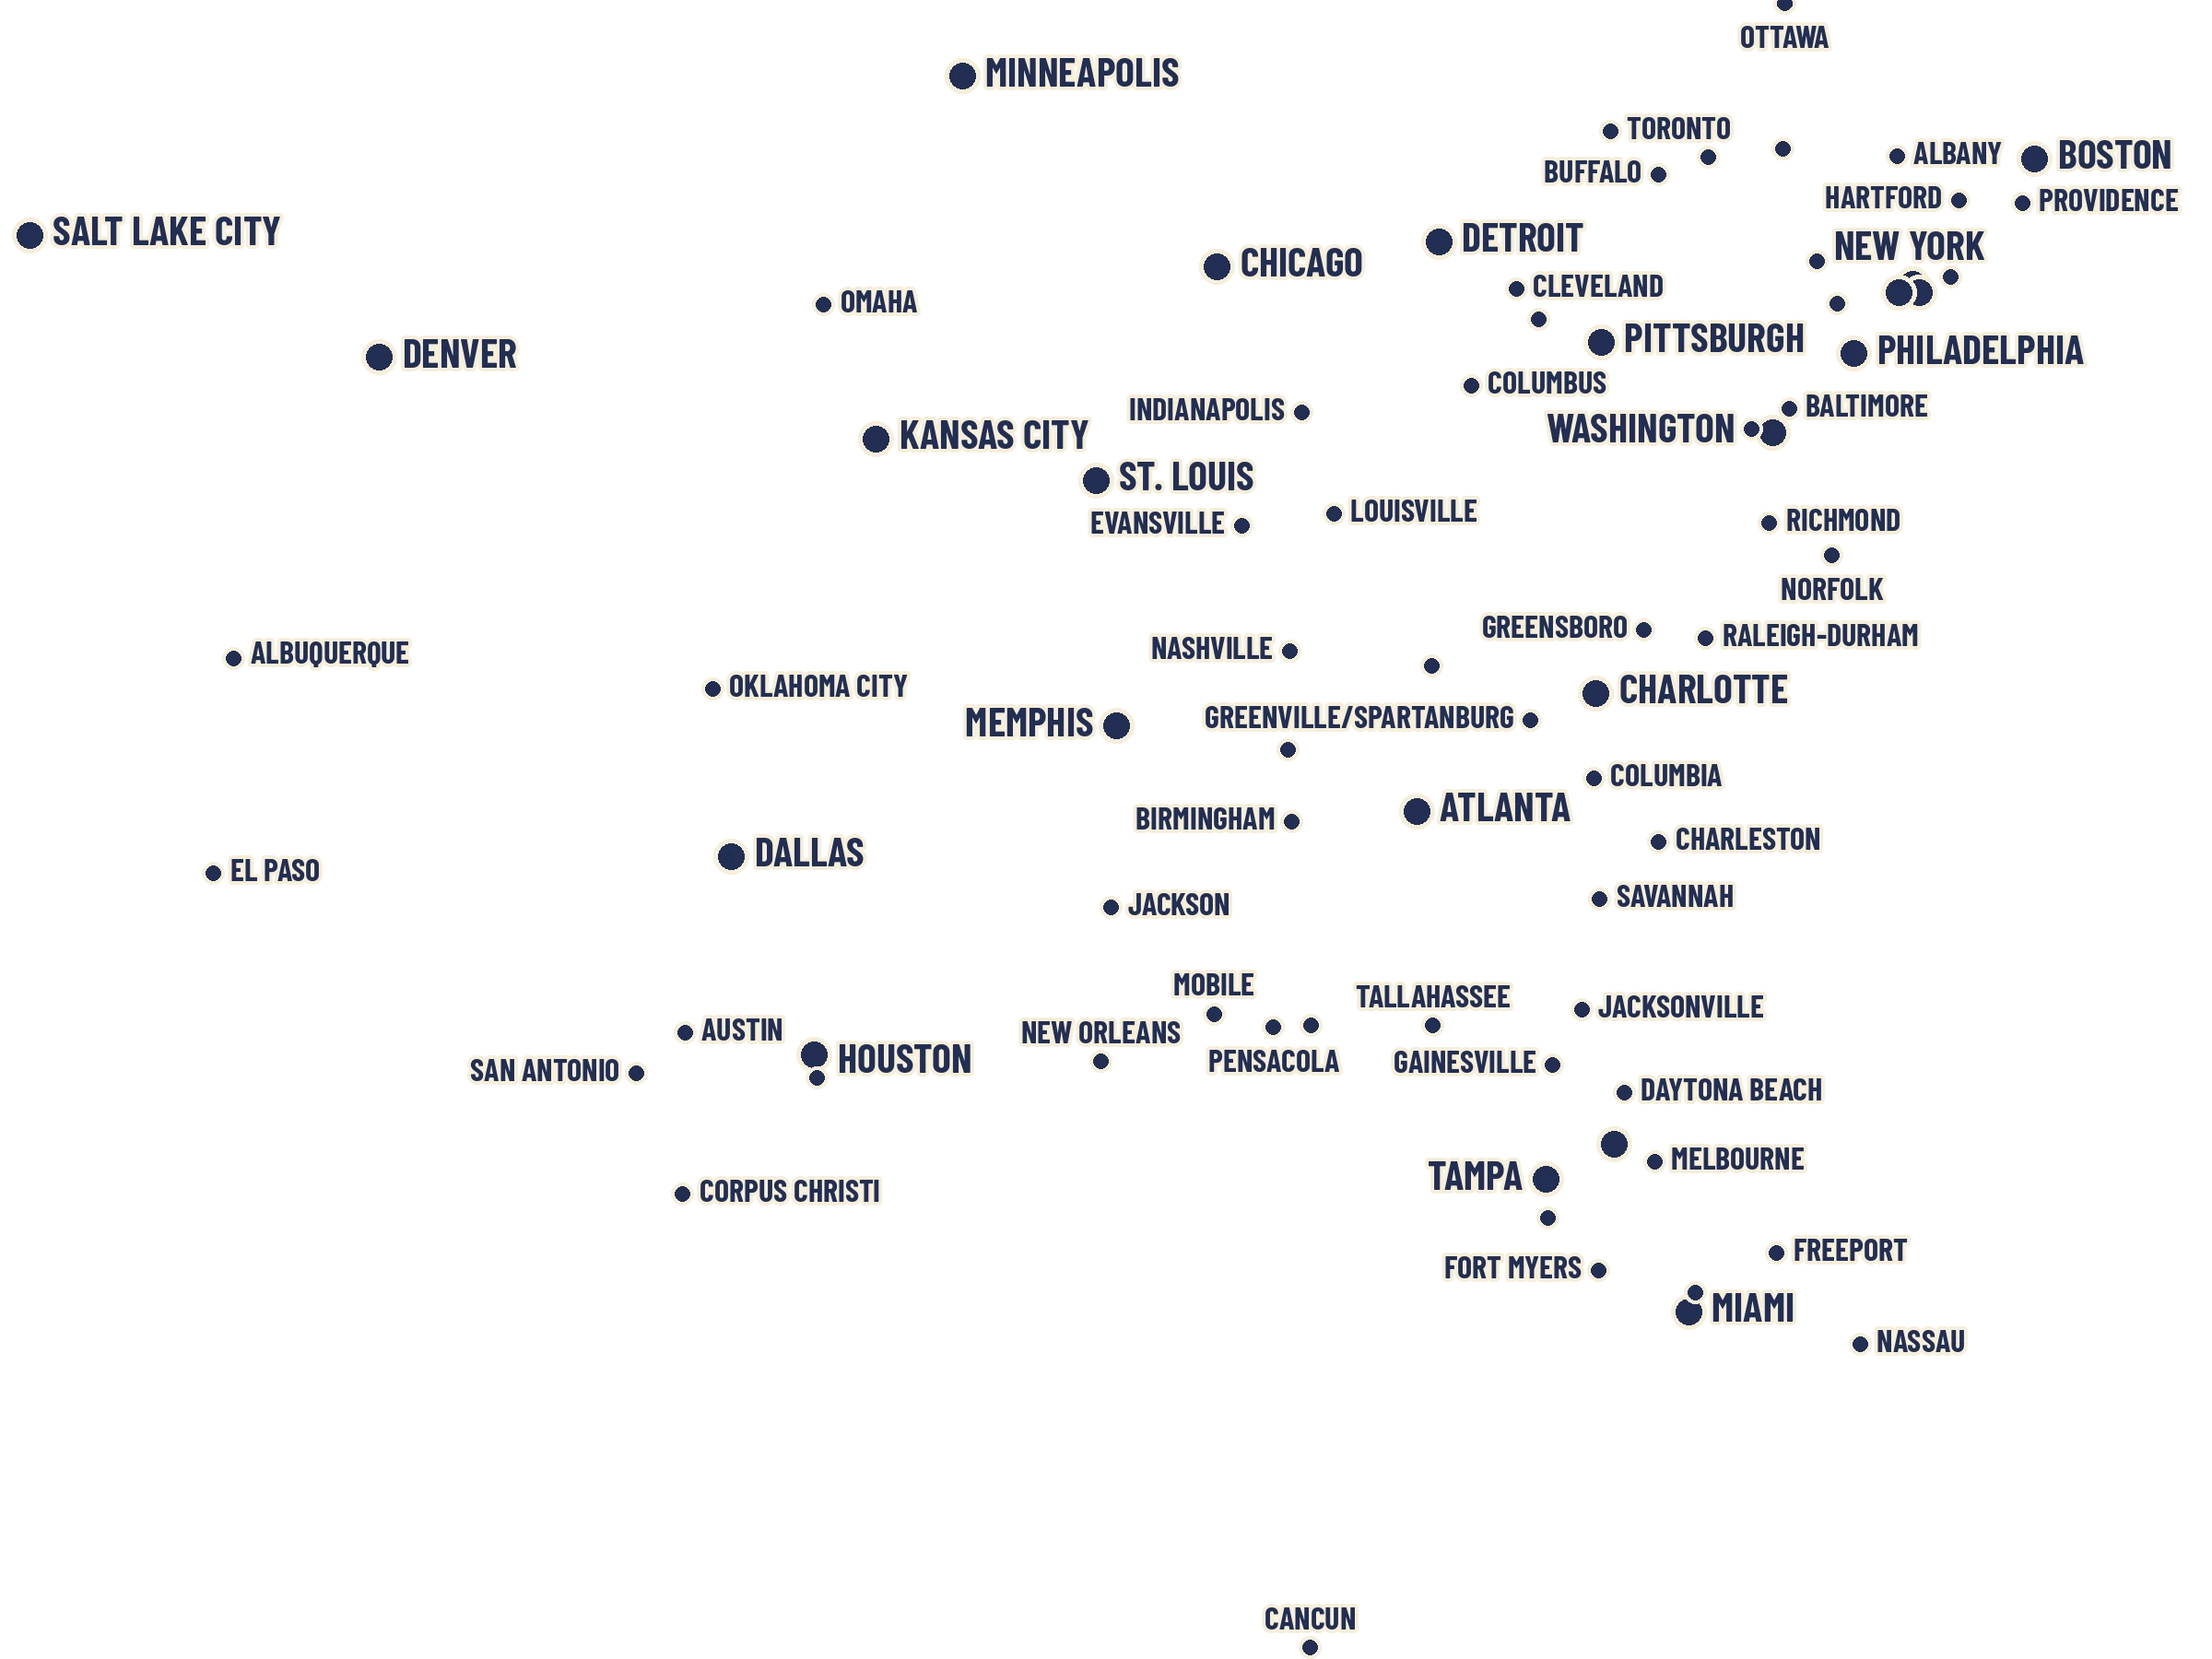 OTTAWA
MINNEAPOLIS
TORONTO
ALBANY
BOSTON
BUFFALO
HARTFORD
PROVIDENCE
SALT LAKE CITY
DETROIT
NEW YORK
CHICAGO
CLEVELAND
OMAHA
PITTSBURGH
DENVER
PHILADELPHIA
COLUMBUS
INDIANAPOLIS
BALTIMORE
WASHINGTON
KANSAS CITY
ST. LOUIS
LOUISVILLE
EVANSVILLE
RICHMOND
NORFOLK
GREENSBORO
RALEIGH-DURHAM
NASHVILLE
ALBUQUERQUE
OKLAHOMA CITY
CHARLOTTE
MEMPHIS
GREENVILLE/SPARTANBURG
COLUMBIA
ATLANTA
BIRMINGHAM
CHARLESTON
DALLAS
EL PASO
SAVANNAH
JACKSON
MOBILE
TALLAHASSEE
JACKSONVILLE
AUSTIN
NEW ORLEANS
HOUSTON
PENSACOLA
GAINESVILLE
SAN ANTONIO
DAYTONA BEACH
MELBOURNE
TAMPA
CORPUS CHRISTI
FREEPORT
FORT MYERS
MIAMI
NASSAU
CANCUN